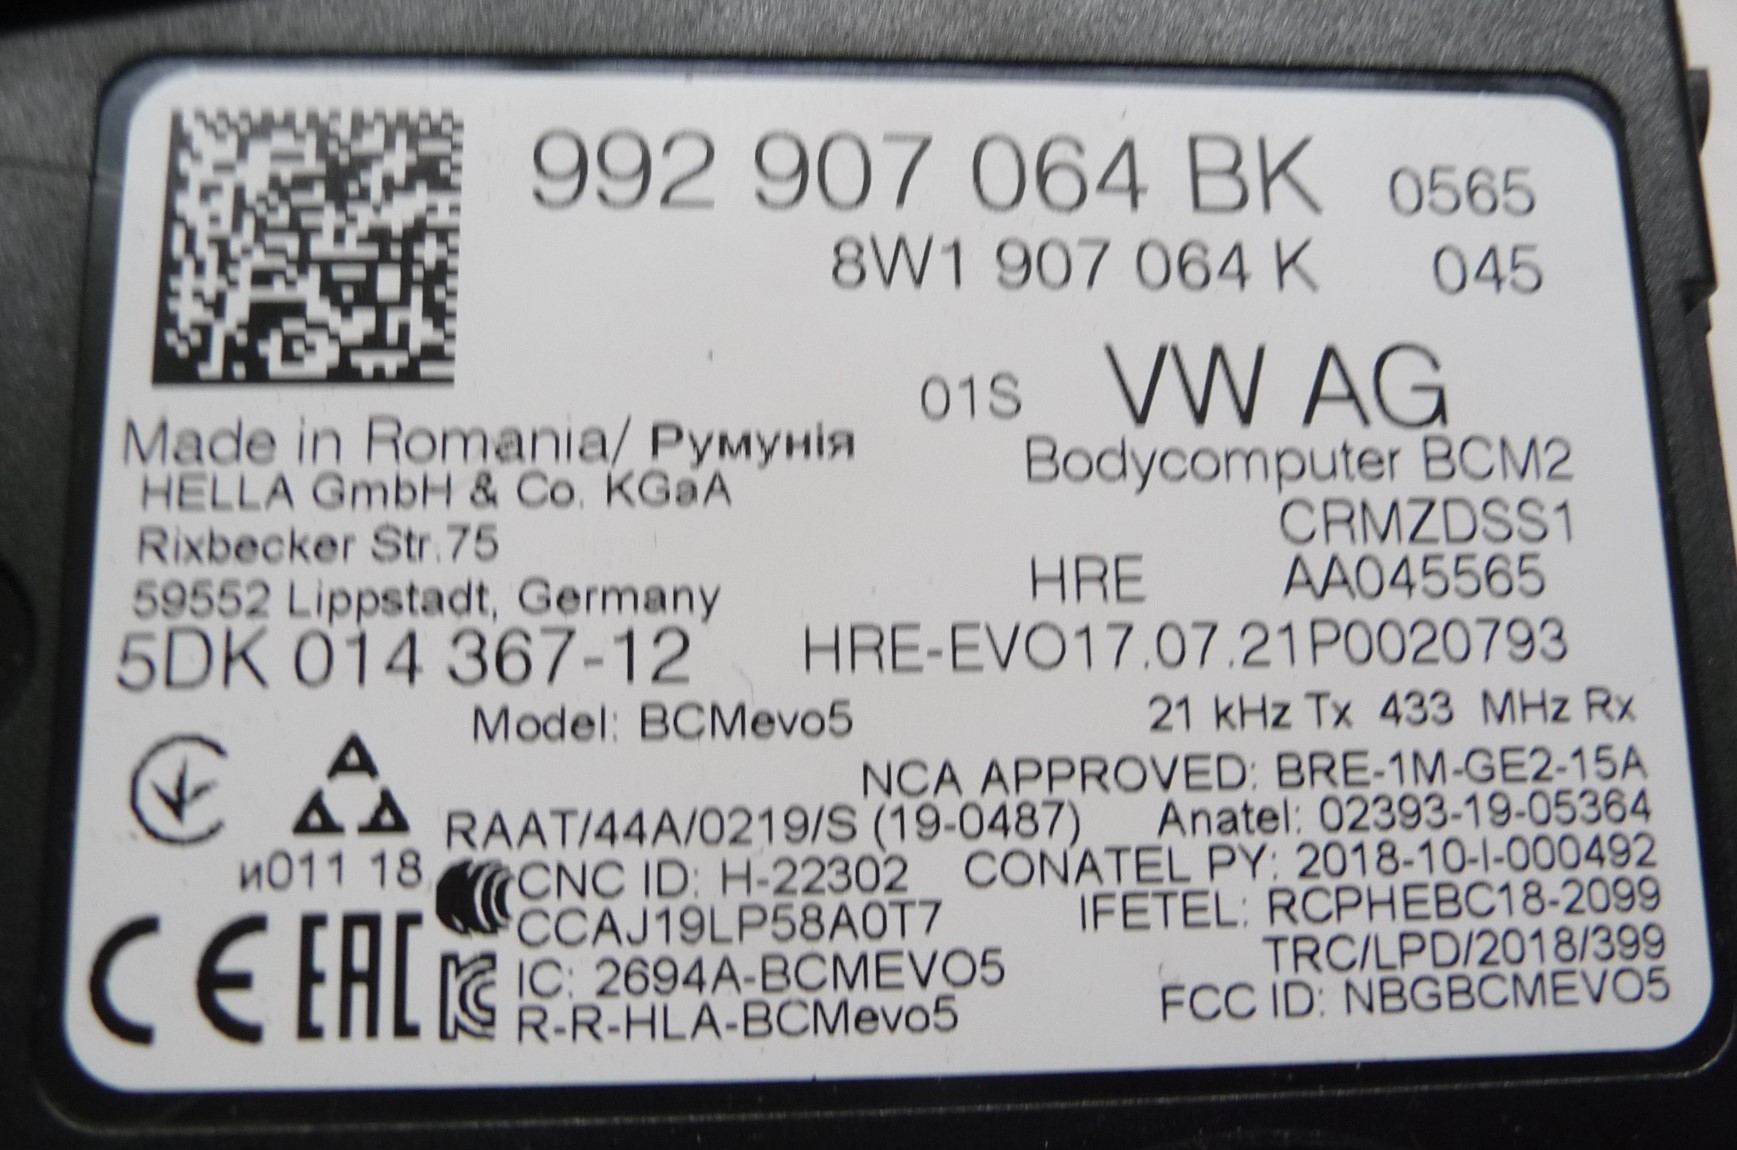 992 907 064 BK 0565
8W1 907 064 K 045
01S VW AG
Made in Romania/ Румунія
Bodycomputer BCM2
HELLA GmbH & Co. KGaA
CRMZDSS1
Rixbecker Str.75
HRE AA045565
59552 Lippstadt, Germany
5DK 014 367-12 HRE-EVO17.07.21P0020793
Model: BCMevo5 21 kHz Tx 433 MHz Rx
NCA APPROVED: BRE-1M-GE2-15A
RAAT/44A/0219/S (19-0487) Anatel: 02393-19-05364
и011 18 CNC ID: H-22302 CONATEL PY: 2018-10-I-000492
CCAJ19LP58A0T7 IFETEL: RCPHEBC18-2099
TRC/LPD/2018/399
CE EAC IC: 2694A-BCMEVO5 FCC ID: NBGBCMEVO5
R-R-HLA-BCMevo5